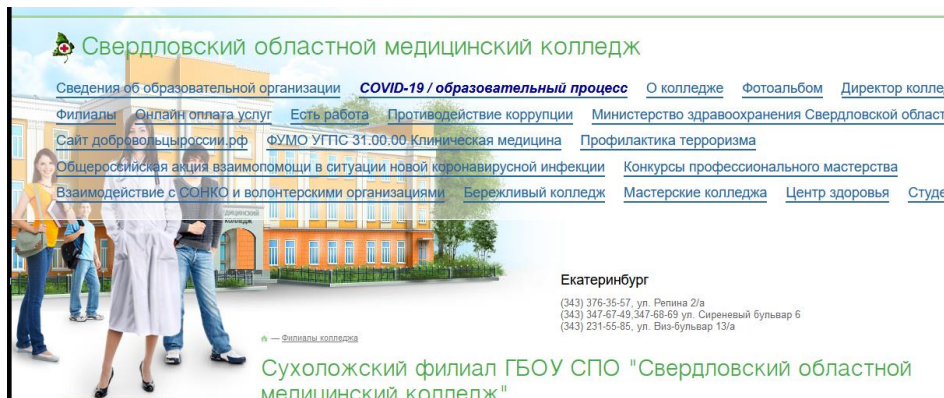 Свердловский областной медицинский колледж
Сведения об образовательной организации COVID-19 / образовательный процесс О колледже Фотоальбом Директор колле
Филиалы Онлайн оплата услуг Есть работа Противодействие коррупции Министерство здравоохранения Свердловской област
Сайт добровольцыроссии.рф ФУМО УГПС 31.00.00 Клиническая медицина Профилактика терроризма
Общероссийская акция взаимопомощи в ситуации новой коронавирусной инфекции Конкурсы профессионального мастерства
Взаимодействие с СОНКО и волонтерскими организациями Бережливый колледж Мастерские колледжа Центр здоровья Студе
МЕДИЦИНСКИЙ
КОЛЛЕДЖ
Екатеринбург
(343) 376-35-57, ул. Репина 2/а
(343) 347-67-49,347-68-69 ул. Сиреневый бульвар 6
(343) 231-55-85, ул. Виз-бульвар 13/а
— Филиалы колледжа
Сухоложский филиал ГБОУ СПО "Свердловский областной
медицинский колледж"